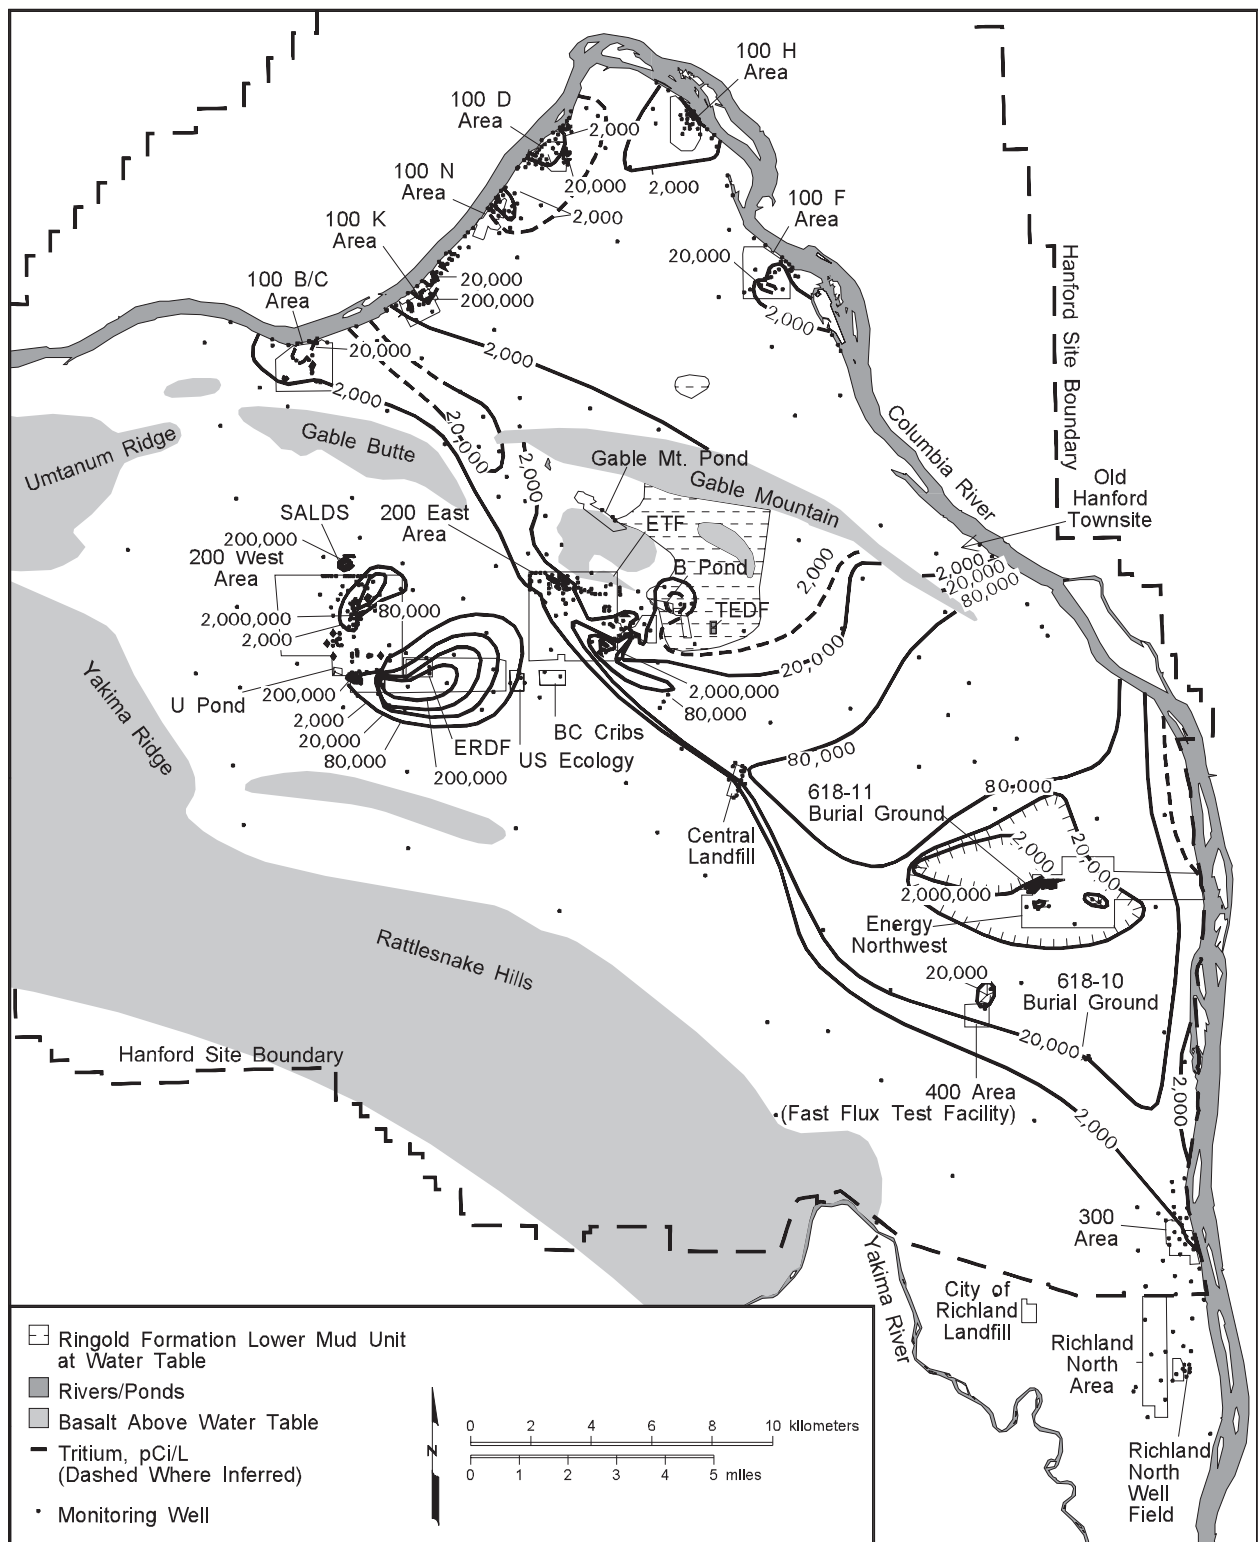 100 H
Area
100 D
Area
2,000
100 N
Area
20,000
2,000
2,000
100 K
Area
100 F
Area
20,000
20,000
200,000
100 B/C
Area
2,000
20,000
2,000
2,000
Hanford Site Boundary
Columbia River
20,000
2,000
Umtanum Ridge
Gable Butte
Gable Mt. Pond
Gable Mountain
Old
Hanford
Townsite
SALDS
200 East
Area
ETF
200,000
200 West
Area
B Pond
2,000
2,000
20,000
80,000
TEDF
2,000,000
80,000
2,000
20,000
Yakima Ridge
U Pond
200,000
2,000
20,000
80,000
ERDF
200,000
2,000,000
80,000
BC Cribs
US Ecology
80,000
618-11
Burial Ground
80,000
Central
Landfill
2,000
20,000
2,000,000
Energy
Northwest
Rattlesnake Hills
20,000
618-10
Burial Ground
20,000
Hanford Site Boundary
400 Area
(Fast Flux Test Facility)
2,000
2,000
300
Area
Yakima River
City of
Richland
Landfill
Richland
North
Area
Richland
North
Well
Field
Ringold Formation Lower Mud Unit
at Water Table
Rivers/Ponds
Basalt Above Water Table
Tritium, pCi/L
(Dashed Where Inferred)
Monitoring Well
N
0 2 4 6 8 10 kilometers
0 1 2 3 4 5 miles